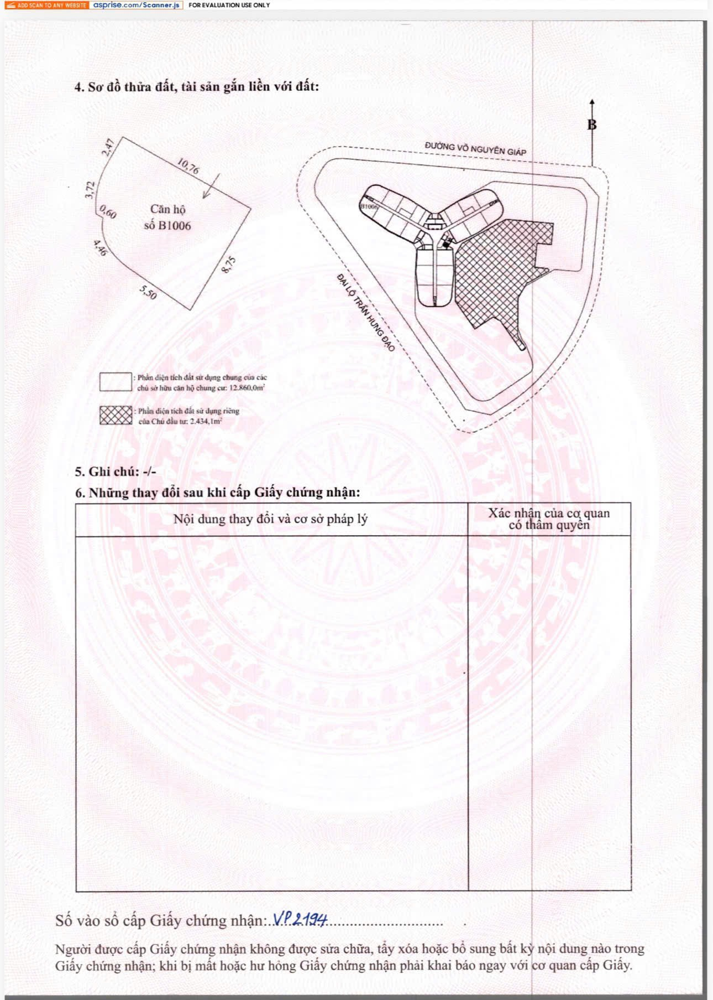 ADD SCAN TO ANY WEBSITE asprise.com/Scanner.js FOR EVALUATION USE ONLY
4. Sơ đồ thửa đất, tài sản gắn liền với đất:
B
ĐƯỜNG VÕ NGUYÊN GIÁP
2,47
10,76
3,72
0,60
Căn hộ
số B1006
B1006
4,46
8,75
5,50
ĐẠI LỘ TRẦN HƯNG ĐẠO
: Phần diện tích đất sử dụng chung của các
chủ sở hữu căn hộ chung cư: 12.860,0m²
: Phần diện tích đất sử dụng riêng
của Chủ đầu tư: 2.434,1m²
5. Ghi chú: -/-
6. Những thay đổi sau khi cấp Giấy chứng nhận:
Nội dung thay đổi và cơ sở pháp lý
Xác nhận của cơ quan
có thẩm quyền
Số vào sổ cấp Giấy chứng nhận: VP2194
Người được cấp Giấy chứng nhận không được sửa chữa, tẩy xóa hoặc bổ sung bất kỳ nội dung nào trong
Giấy chứng nhận; khi bị mất hoặc hư hỏng Giấy chứng nhận phải khai báo ngay với cơ quan cấp Giấy.